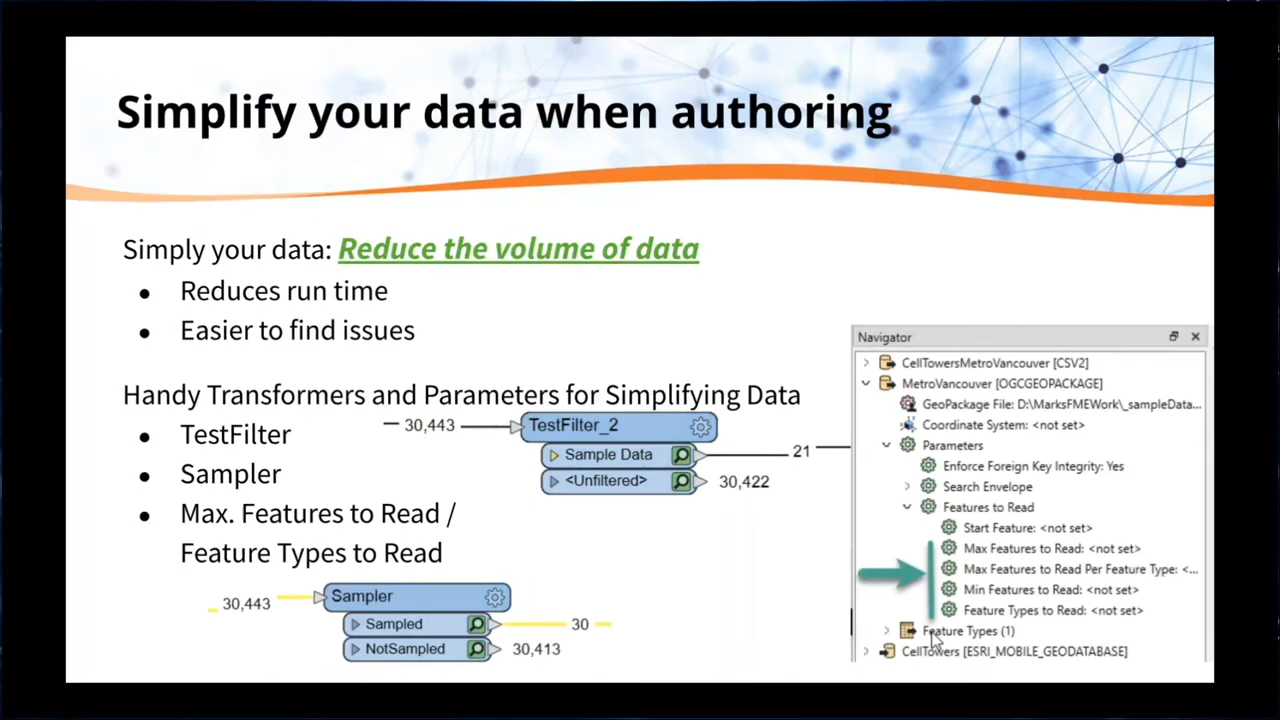 Simplify your data when authoring
Simply your data: Reduce the volume of data
● Reduces run time
● Easier to find issues
Handy Transformers and Parameters for Simplifying Data
● TestFilter
● Sampler
● Max. Features to Read /
Feature Types to Read
30,443
TestFilter_2
Sample Data
21
<Unfiltered>
30,422
30,443
Sampler
Sampled
30
NotSampled
30,413
Navigator
CellTowersMetroVancouver [CSV2]
MetroVancouver [OGCGEOPACKAGE]
GeoPackage File: D:\MarksFMEWork\_sampleData...
Coordinate System: <not set>
Parameters
Enforce Foreign Key Integrity: Yes
Search Envelope
Features to Read
Start Feature: <not set>
Max Features to Read: <not set>
Max Features to Read Per Feature Type: <...
Min Features to Read: <not set>
Feature Types to Read: <not set>
Feature Types (1)
CellTowers [ESRI_MOBILE_GEODATABASE]